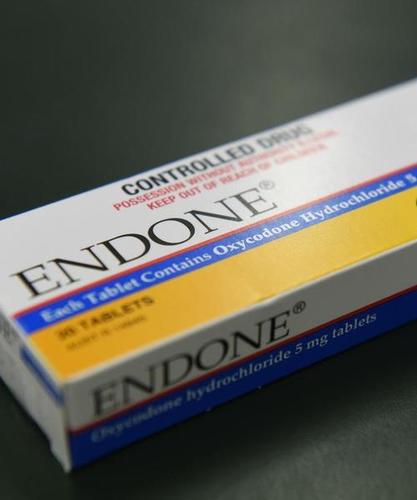 CONTROLLED DRUG
POSSESSION WITHOUT AUTHORITY ILLEGAL
KEEP OUT OF REACH OF CHILDREN
ENDONE®
Each Tablet Contains Oxycodone Hydrochloride 5
TABLETS
ENDONE®
Oxycodone hydrochloride 5 mg tablets